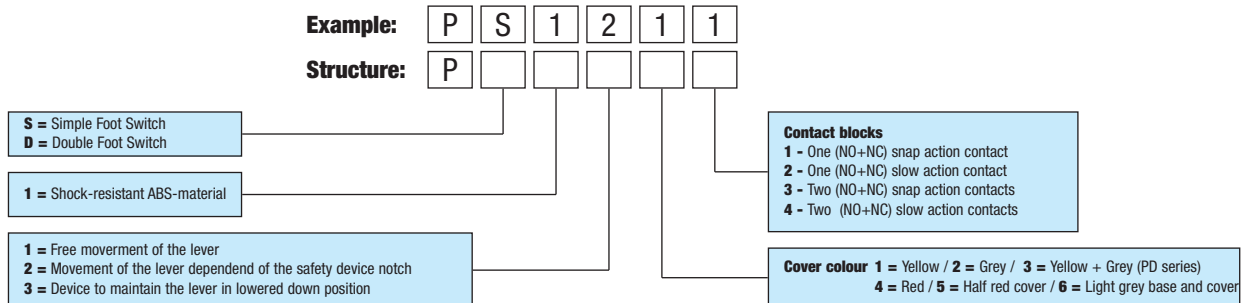 Example: P S 1 2 1 1
Structure: P
S = Simple Foot Switch
D = Double Foot Switch
1 = Shock-resistant ABS-material
1 = Free moverment of the lever
2 = Movement of the lever dependend of the safety device notch
3 = Device to maintain the lever in lowered down position
Contact blocks
1 - One (NO+NC) snap action contact
2 - One (NO+NC) slow action contact
3 - Two (NO+NC) snap action contacts
4 - Two (NO+NC) slow action contacts
Cover colour 1 = Yellow / 2 = Grey / 3 = Yellow + Grey (PD series)
4 = Red / 5 = Half red cover / 6 = Light grey base and cover